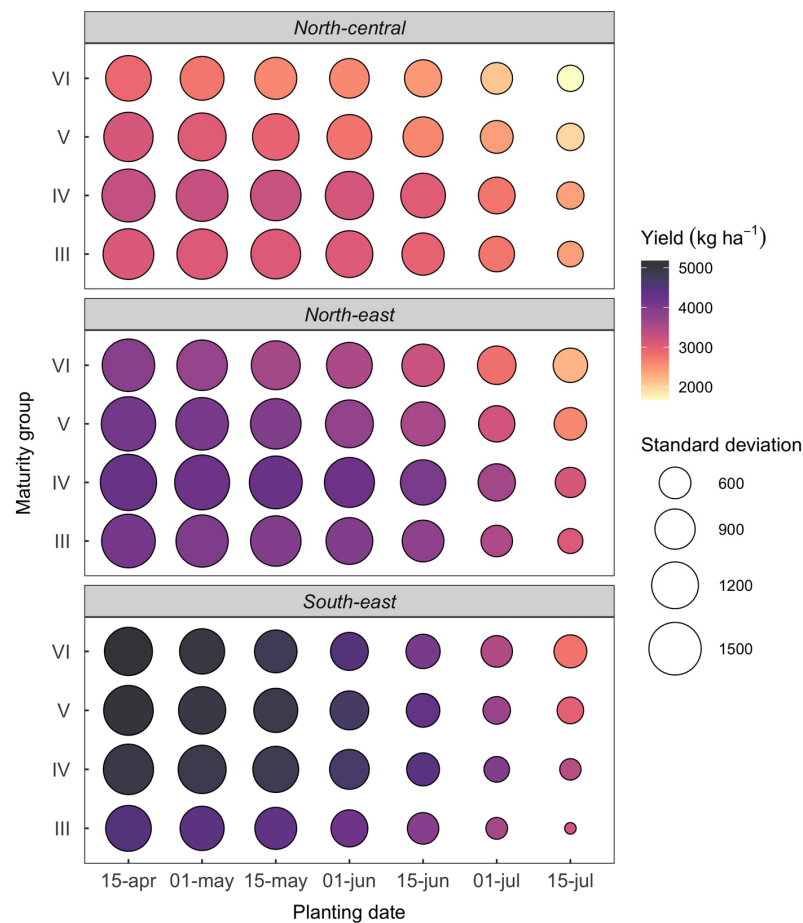 North-central
VI
V
IV
III
North-east
VI
V
IV
III
South-east
VI
V
IV
III
15-apr 01-may 15-may 01-jun 15-jun 01-jul 15-jul
Planting date
Maturity group
Yield (kg ha⁻¹)
5000
4000
3000
2000
Standard deviation
600
900
1200
1500